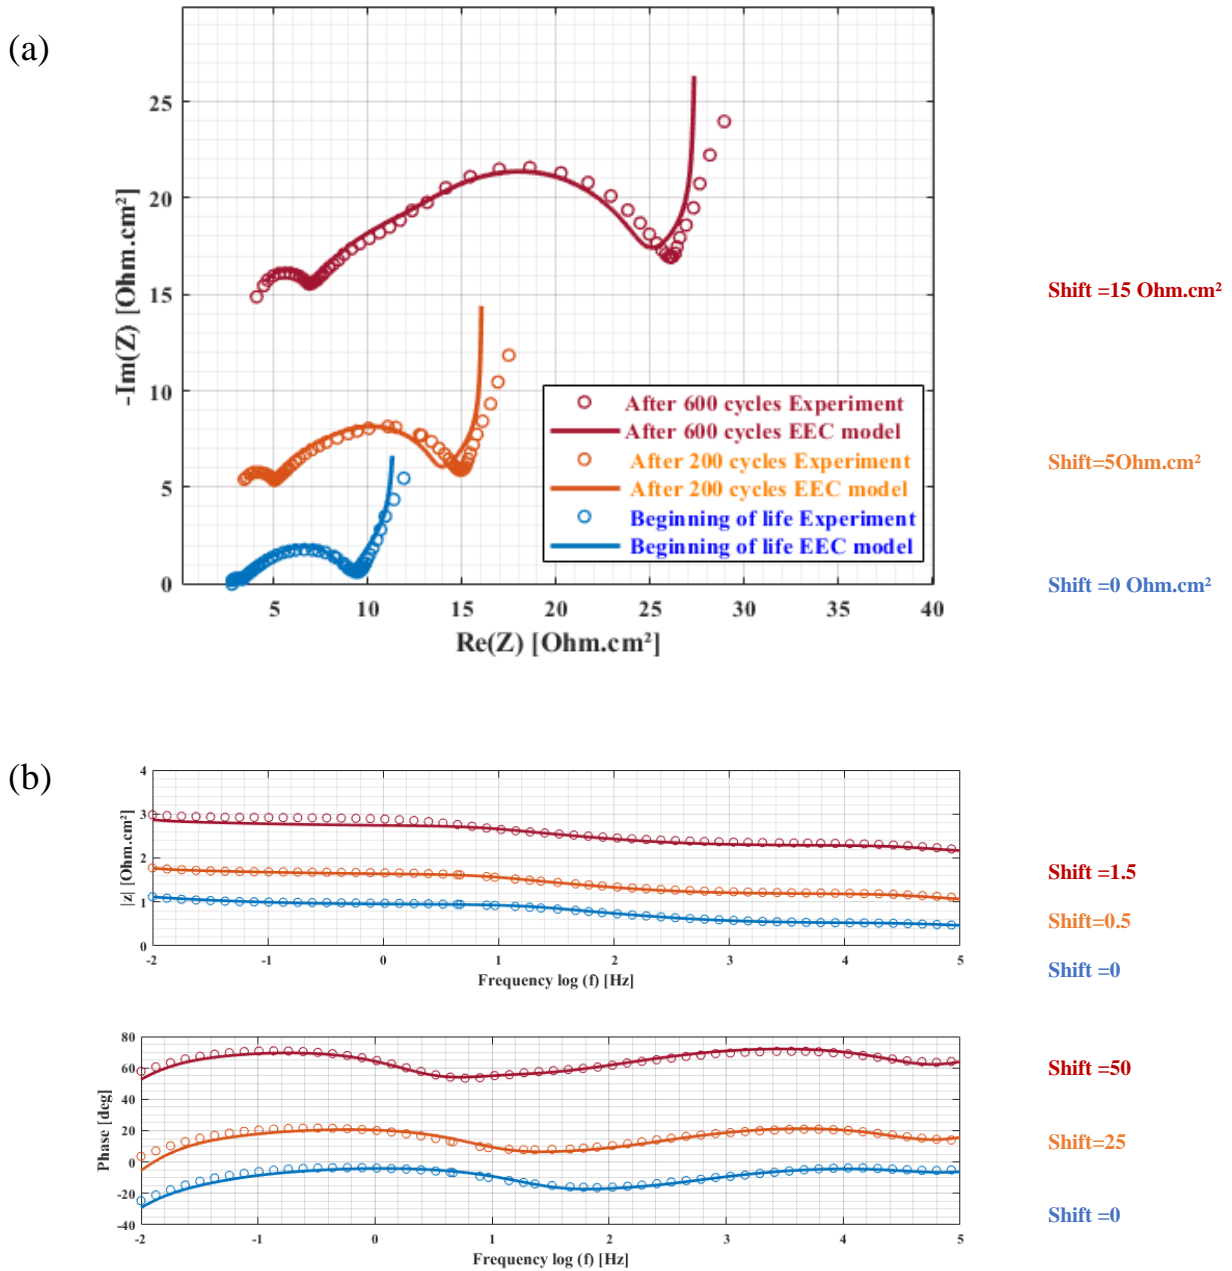 (a)
25
20
15
10
5
0
-Im(Z) [Ohm.cm²]
5 10 15 20 25 30 35 40
Re(Z) [Ohm.cm²]
After 600 cycles Experiment
After 600 cycles EEC model
After 200 cycles Experiment
After 200 cycles EEC model
Beginning of life Experiment
Beginning of life EEC model
Shift =15 Ohm.cm²
Shift=5Ohm.cm²
Shift =0 Ohm.cm²
(b)
4
3
2
1
0
|Z| [Ohm.cm²]
-2 -1 0 1 2 3 4 5
Frequency log (f) [Hz]
Shift=1.5
Shift=0.5
Shift =0
80
60
40
20
0
-20
-40
Phase [deg]
-2 -1 0 1 2 3 4 5
Frequency log (f) [Hz]
Shift =50
Shift=25
Shift =0